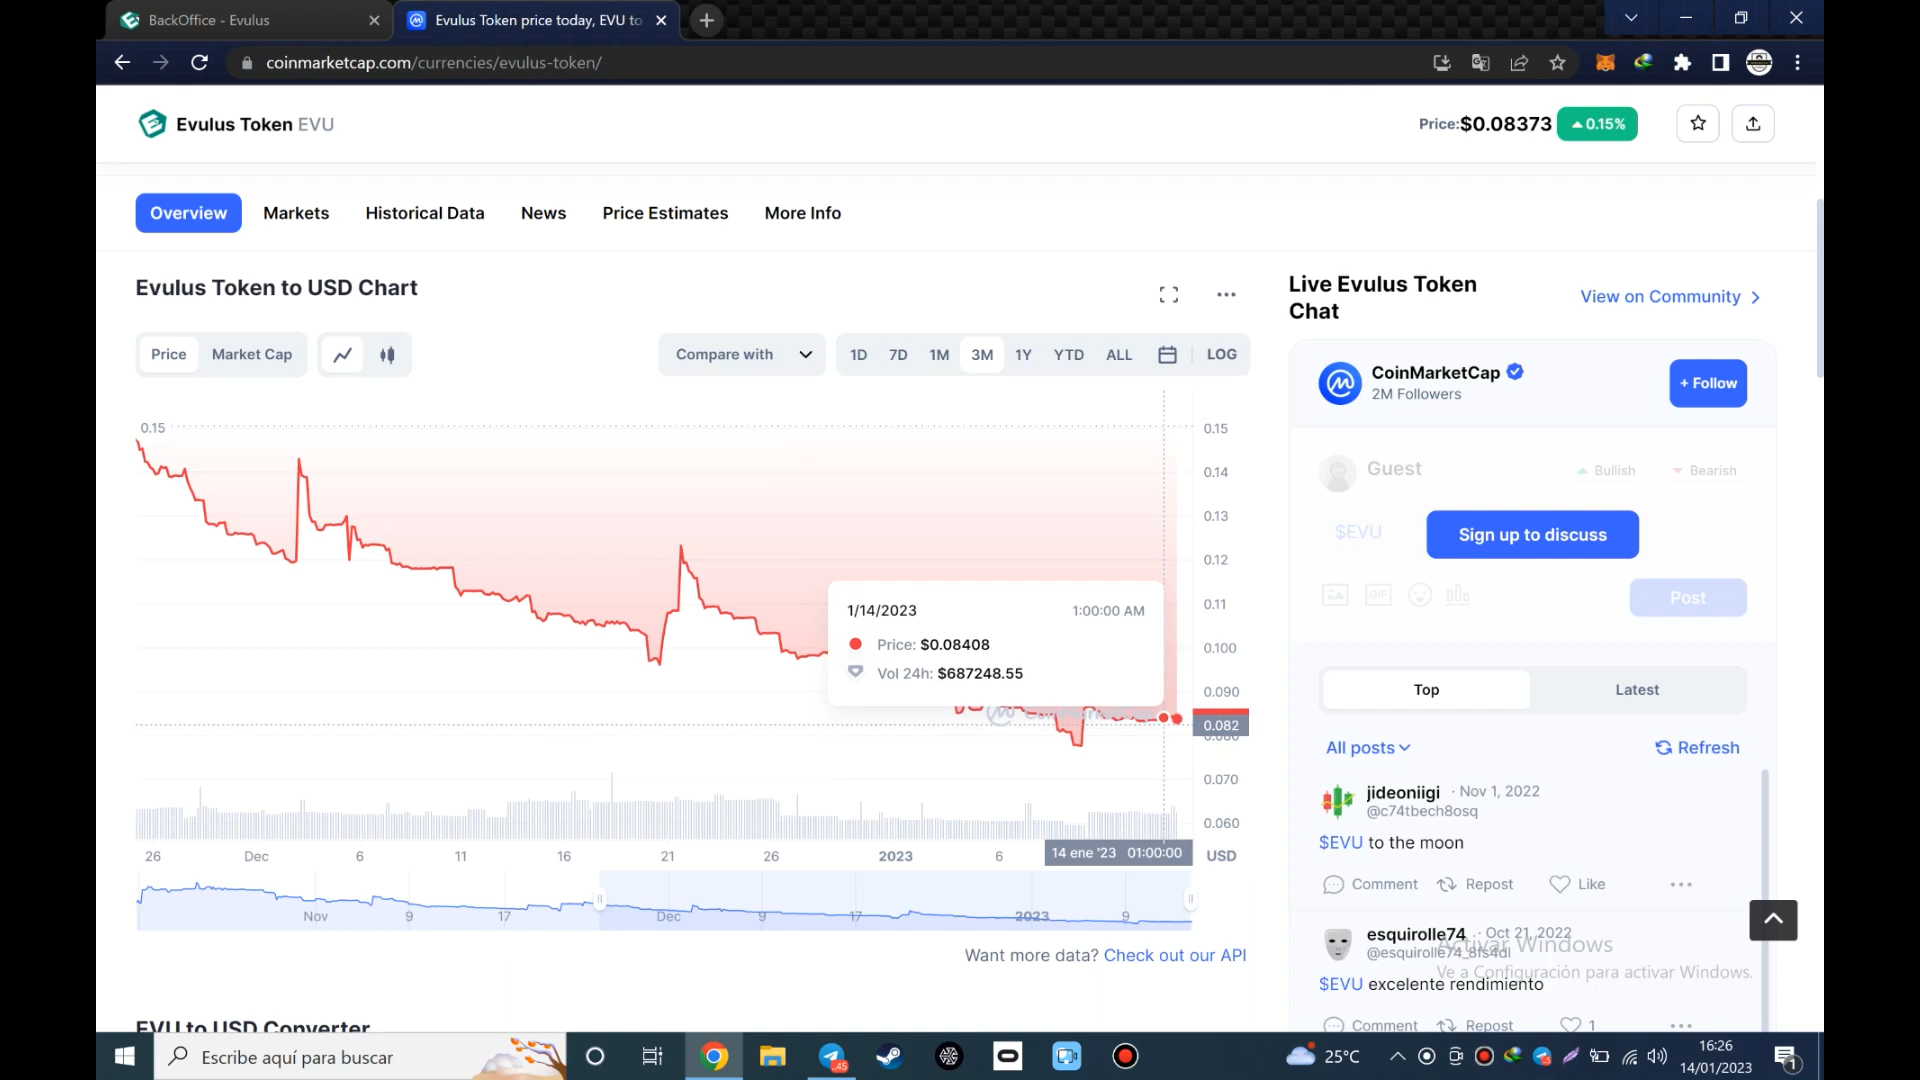 BackOffice - Evulus
Evulus Token price today, EVU to
coinmarketcap.com/currencies/evulus-token/
Evulus Token EVU
Price:$0.08373
0.15%
Overview
Markets
Historical Data
News
Price Estimates
More Info
Evulus Token to USD Chart
Price
Market Cap
Compare with
1D
7D
1M
3M
1Y
YTD
ALL
LOG
0.15
0.15
0.14
0.13
0.12
0.11
0.100
0.090
0.082
0.070
0.060
1/14/2023
1:00:00 AM
Price: $0.08408
Vol 24h: $687248.55
26
Dec
6
11
16
21
26
2023
6
14 ene '23 01:00:00
USD
Nov
9
17
Dec
9
17
2023
9
Want more data? Check out our API
EVU to USD Converter
Live Evulus Token
Chat
View on Community
CoinMarketCap
2M Followers
+ Follow
Guest
Bullish
Bearish
$EVU
Sign up to discuss
GIF
Post
Top
Latest
All posts
Refresh
jideoniigi · Nov 1, 2022
@c74tbech8osq
$EVU to the moon
Comment
Repost
Like
esquirolle74 · Oct 21, 2022
@esquirolle74_8fs4dl
$EVU excelente rendimiento
Comment
Repost
1
Activar Windows
Ve a Configuración para activar Windows.
Escribe aquí para buscar
45
25°C
16:26
14/01/2023
1